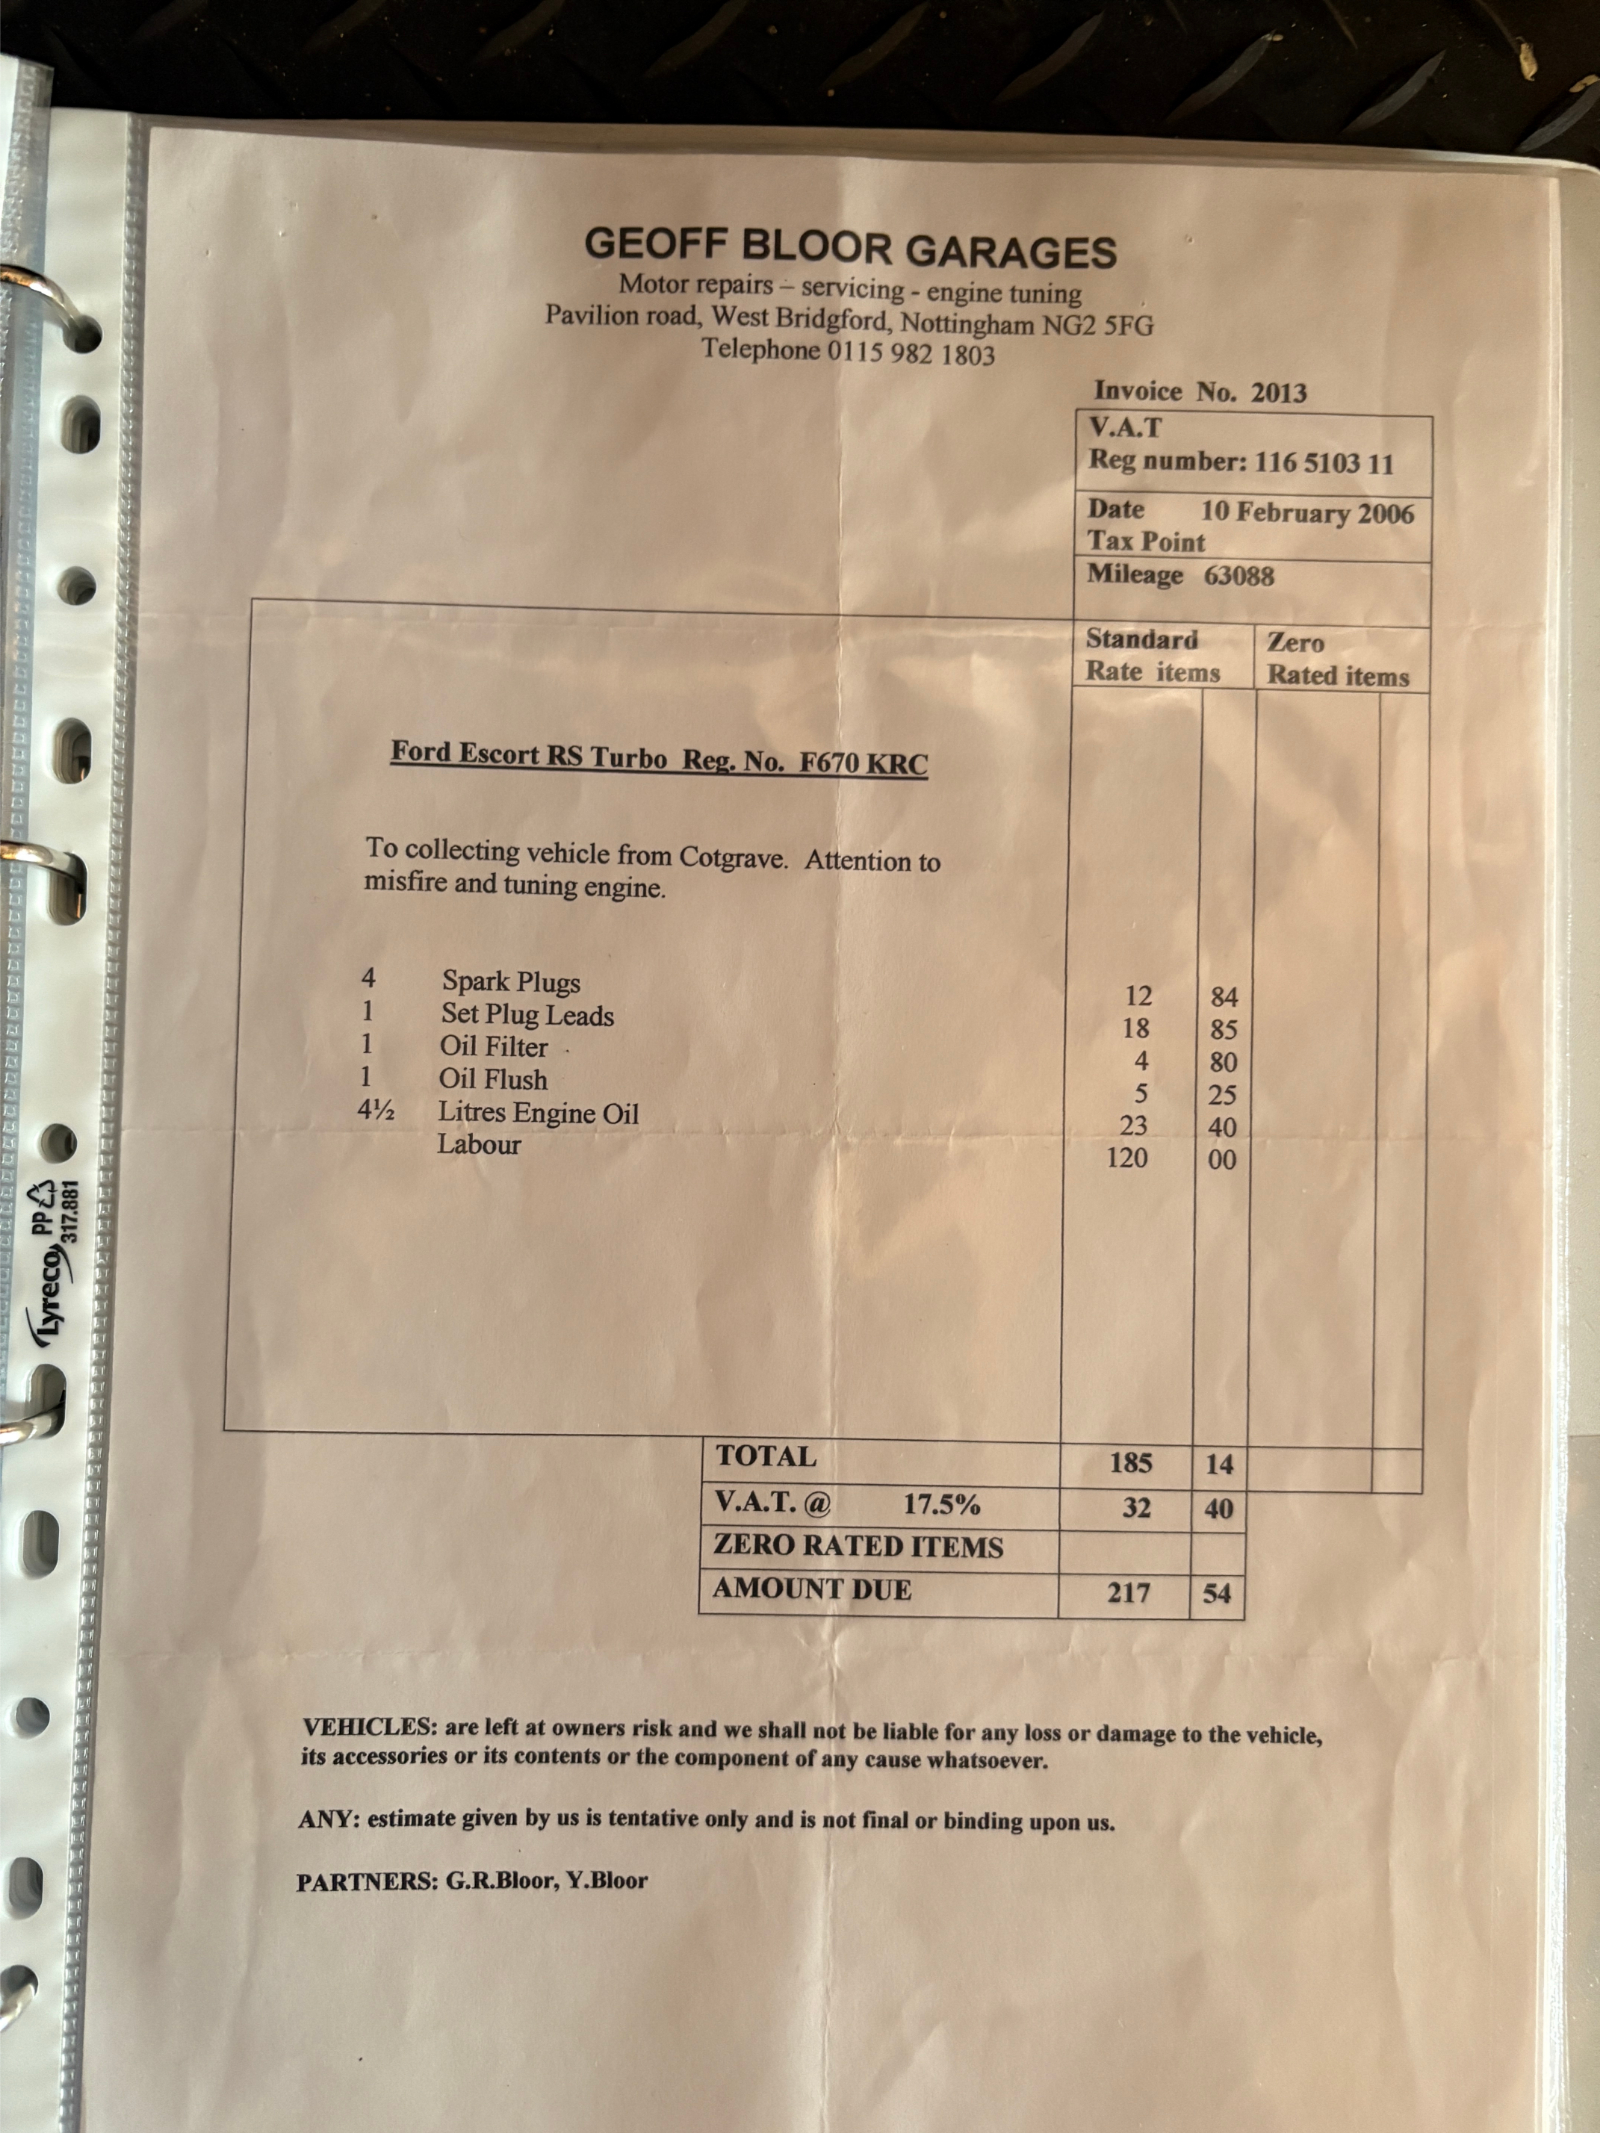 GEOFF BLOOR GARAGES
Motor repairs – servicing - engine tuning
Pavilion road, West Bridgford, Nottingham NG2 5FG
Telephone 0115 982 1803
Invoice No. 2013
V.A.T
Reg number: 116 5103 11
Date 10 February 2006
Tax Point
Mileage 63088
Standard Zero
Rate items Rated items
Ford Escort RS Turbo Reg. No. F670 KRC
To collecting vehicle from Cotgrave. Attention to
misfire and tuning engine.
4 Spark Plugs 12 84
1 Set Plug Leads 18 85
1 Oil Filter 4 80
1 Oil Flush 5 25
4½ Litres Engine Oil 23 40
Labour 120 00
TOTAL 185 14
V.A.T. @ 17.5% 32 40
ZERO RATED ITEMS
AMOUNT DUE 217 54
VEHICLES: are left at owners risk and we shall not be liable for any loss or damage to the vehicle,
its accessories or its contents or the component of any cause whatsoever.
ANY: estimate given by us is tentative only and is not final or binding upon us.
PARTNERS: G.R.Bloor, Y.Bloor
Lyreco PP
317.881